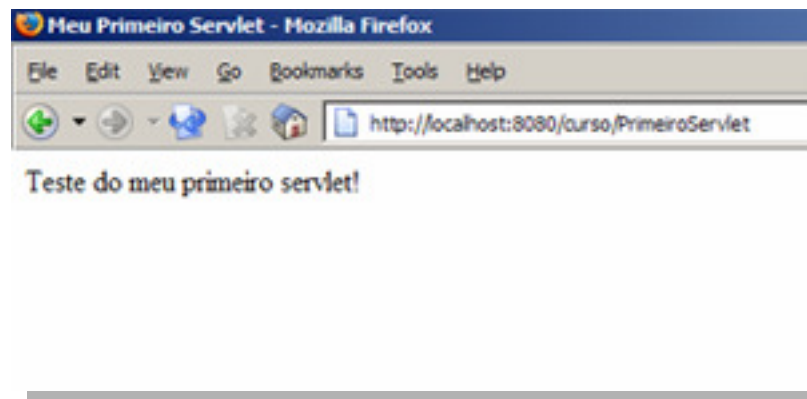 Meu Primeiro Servlet - Mozilla Firefox
File Edit View Go Bookmarks Tools Help
http://localhost:8080/curso/PrimeiroServlet
Teste do meu primeiro servlet!